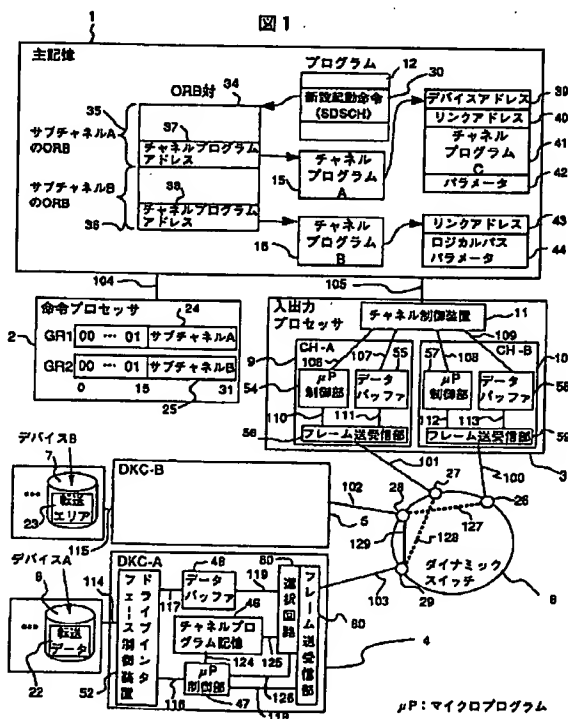 図1
1
主記憶
プログラム
12
30
ORB対
34
新設起動命令
(SDSCH)
35
サブチャネルA
のORB
37
チャネルプログラム
アドレス
サブチャネルB
のORB
38
チャネルプログラム
アドレス
36
15
チャネル
プログラム
A
16
チャネル
プログラム
B
デバイスアドレス
39
リンクアドレス
40
チャネル
プログラム
C
41
パラメータ
42
リンクアドレス
43
ロジカルパス
パラメータ
44
104
105
命令プロセッサ
24
2
GR1 00 … 01 サブチャネルA
GR2 00 … 01 サブチャネルB
0 15 31
25
入出力
プロセッサ
チャネル制御装置
11
109
9
CH-A
106
107
55
57
108
CH-B
10
54
μP
制御部
データ
バッファ
μP
制御部
データ
バッファ
58
110
111
112
113
56
フレーム送受信部
フレーム送受信部
59
3
デバイスB
7
転送
エリア
23
115
DKC-B
5
102
101
100
28
27
26
127
128
129
ダイナミック
スイッチ
29
103
デバイスA
8
転送
データ
22
114
DKC-A
ドライブインタ
フェース制御装置
52
117
48
データ
バッファ
119
46
チャネルプロ
グラム記憶
124
125
116
μP
制御部
47
126
118
選択回路
フレーム送受信部
60
4
μP:マイクロプログラム